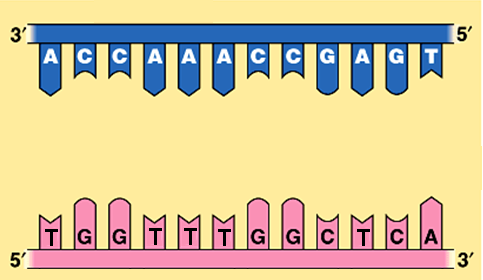 3′ 5′
A C C A A A C C G A G T
T G G T T T G G C T C A
5′ 3′